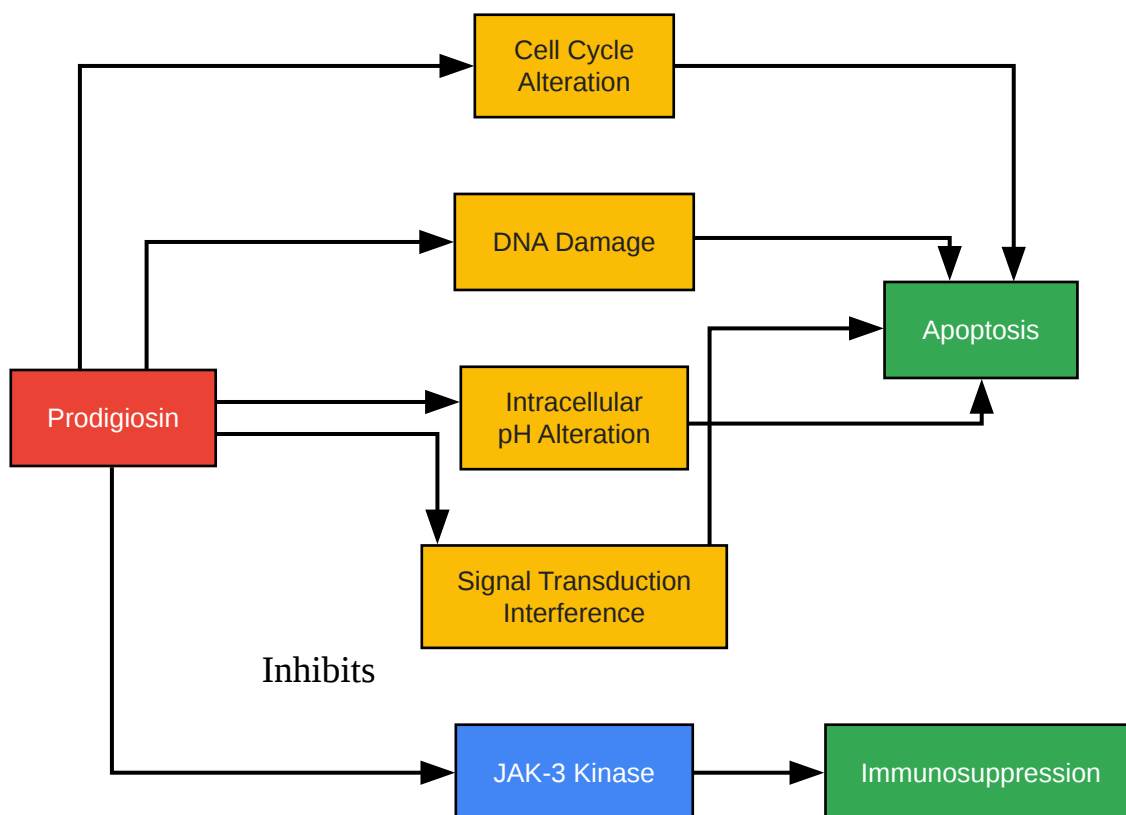 Cell Cycle
Alteration
DNA Damage
Apoptosis
Prodigiosin
Intracellular
pH Alteration
Signal Transduction
Interference
Inhibits
JAK-3 Kinase
Immunosuppression